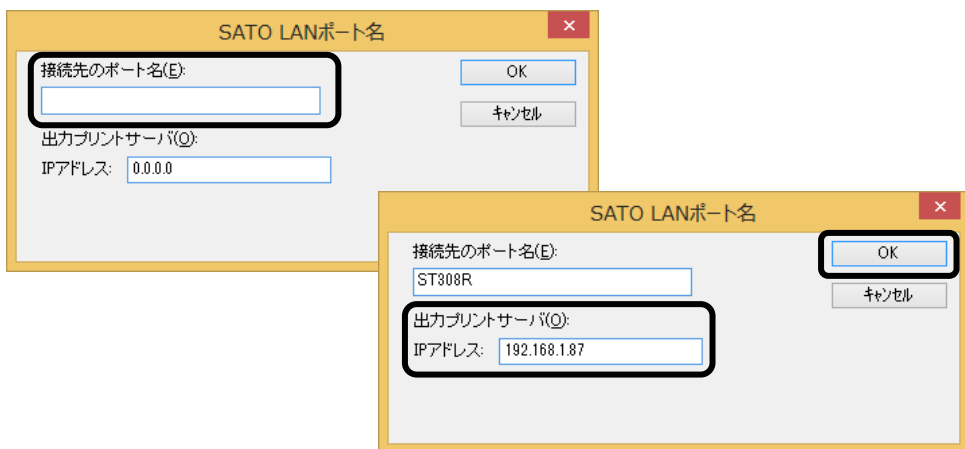 SATO LANポート名
接続先のポート名(E):
OK
キャンセル
出力プリントサーバ(O):
IPアドレス: 0.0.0.0
SATO LANポート名
接続先のポート名(E):
OK
ST308R
キャンセル
出力プリントサーバ(O):
IPアドレス: 192.168.1.87